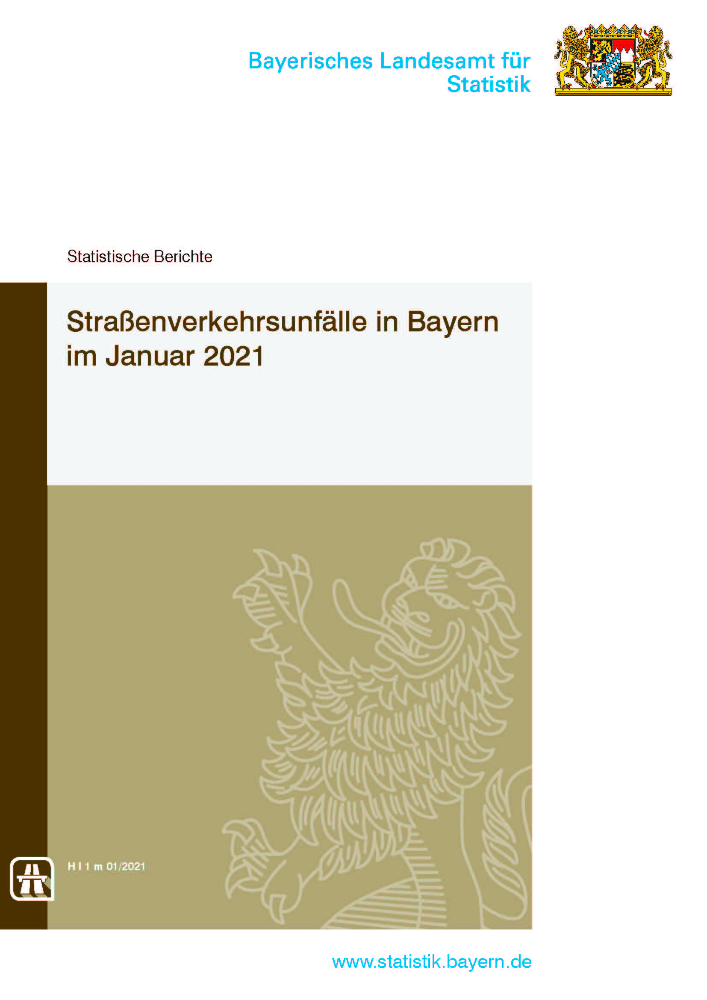 Bayerisches Landesamt für
Statistik
Statistische Berichte
Straßenverkehrsunfälle in Bayern
im Januar 2021
H I 1 m 01/2021
www.statistik.bayern.de